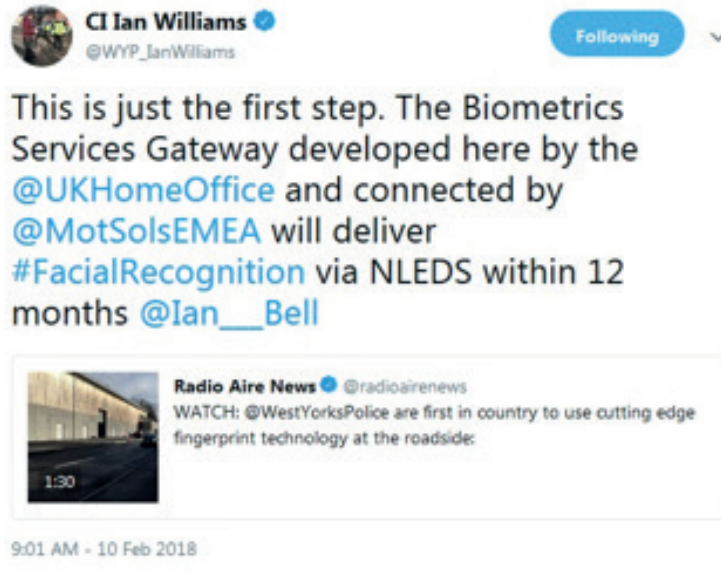 CI Ian Williams
Following
@WYP_IanWilliams
This is just the first step. The Biometrics
Services Gateway developed here by the
@UKHomeOffice and connected by
@MotSolsEMEA will deliver
#FacialRecognition via NLEDS within 12
months @Ian___Bell
Radio Aire News @radioairenews
WATCH: @WestYorksPolice are first in country to use cutting edge
fingerprint technology at the roadside:
1:30
9:01 AM - 10 Feb 2018